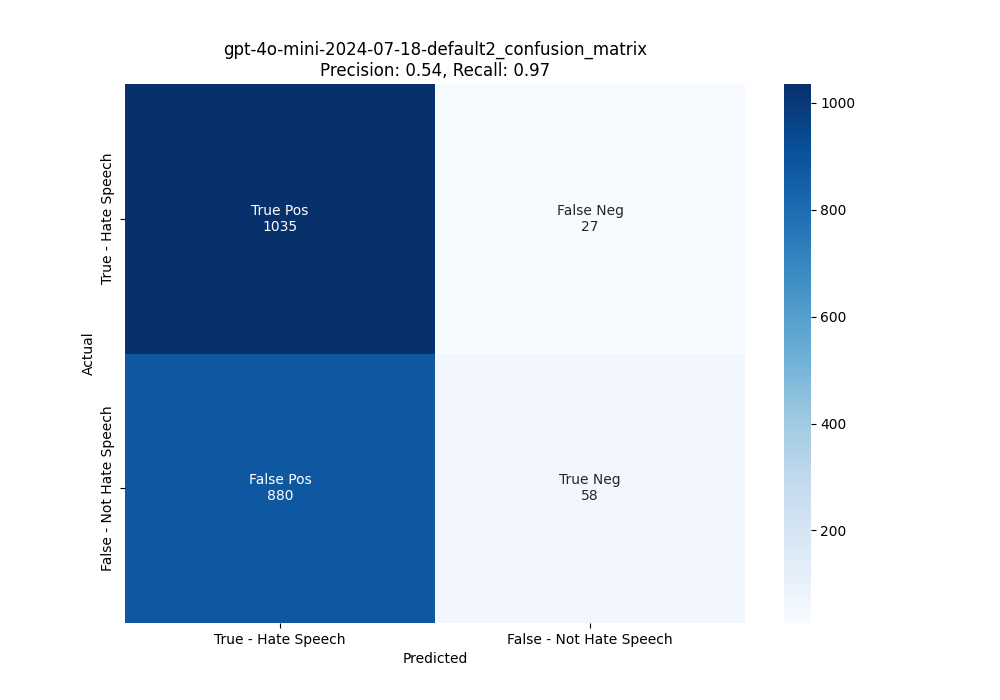 gpt-4o-mini-2024-07-18-default2_confusion_matrix
Precision: 0.54, Recall: 0.97
True Pos
1035
False Neg
27
False Pos
880
True Neg
58
Actual
True - Hate Speech
False - Not Hate Speech
True - Hate Speech
False - Not Hate Speech
Predicted
1000
800
600
400
200